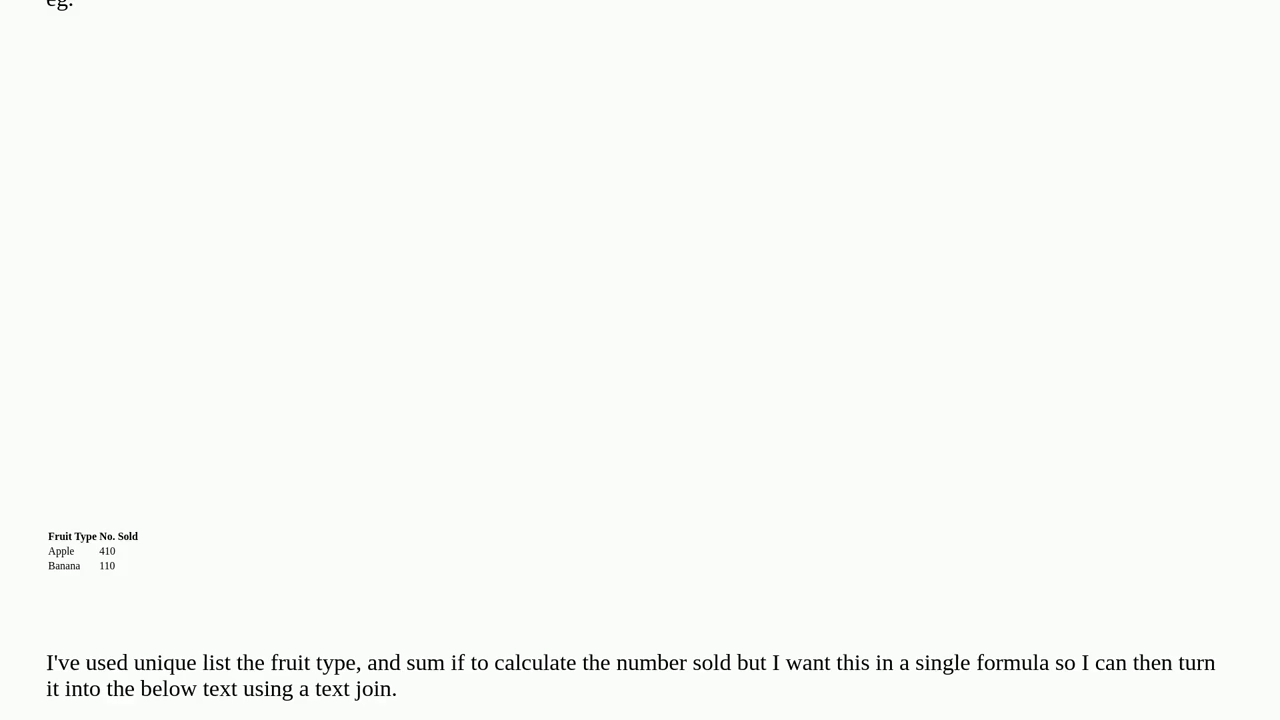 eg.
Fruit Type No. Sold
Apple 410
Banana 110
I've used unique list the fruit type, and sum if to calculate the number sold but I want this in a single formula so I can then turn
it into the below text using a text join.